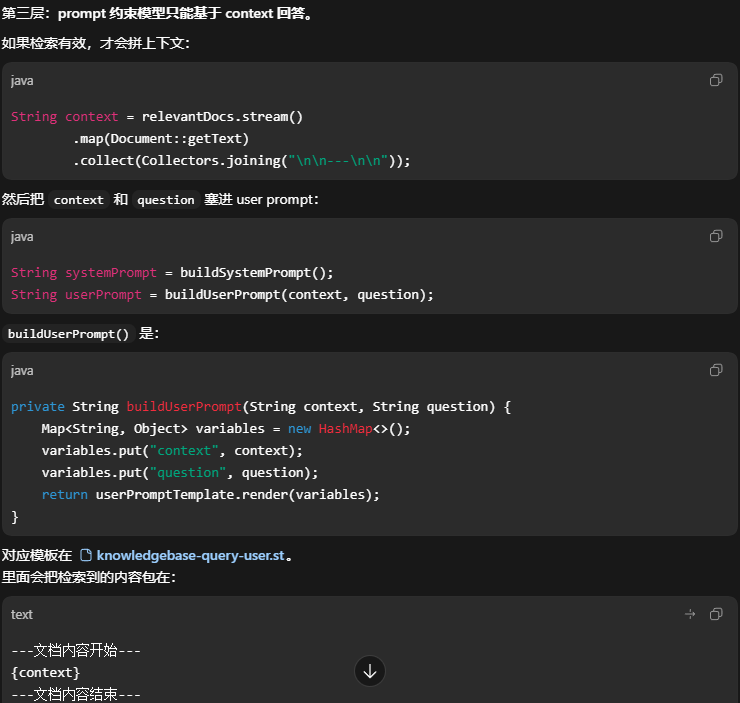 第三层：prompt 约束模型只能基于 context 回答。
如果检索有效，才会拼上下文：
java
String context = relevantDocs.stream()
        .map(Document::getText)
        .collect(Collectors.joining("\n\n---\n\n"));
然后把 context 和 question 塞进 user prompt：
java
String systemPrompt = buildSystemPrompt();
String userPrompt = buildUserPrompt(context, question);
buildUserPrompt() 是：
java
private String buildUserPrompt(String context, String question) {
    Map<String, Object> variables = new HashMap<>();
    variables.put("context", context);
    variables.put("question", question);
    return userPromptTemplate.render(variables);
}
对应模板在 knowledgebase-query-user.st。
里面会把检索到的内容包在：
text
---文档内容开始---
{context}
---文档内容结束---